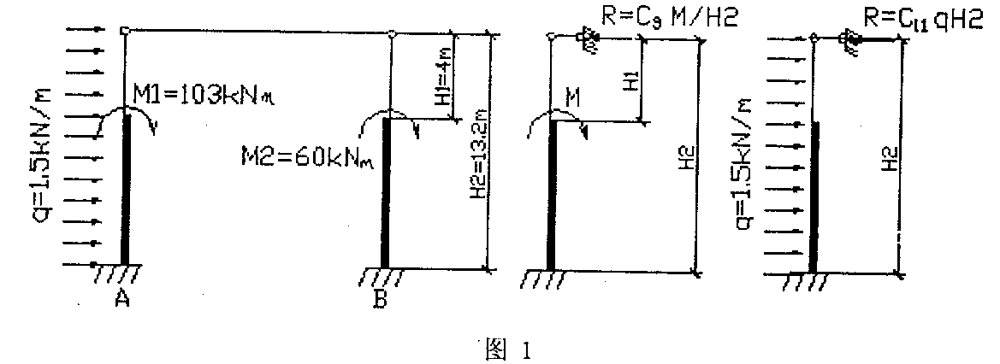 R=C9 M/H2
R=C11 qH2
q=1.5kN/m
M1=103kNm
M2=60kNm
H1=4m
H2=13.2m
M
H1
H2
q=1.5kN/m
H2
A
B
图 1